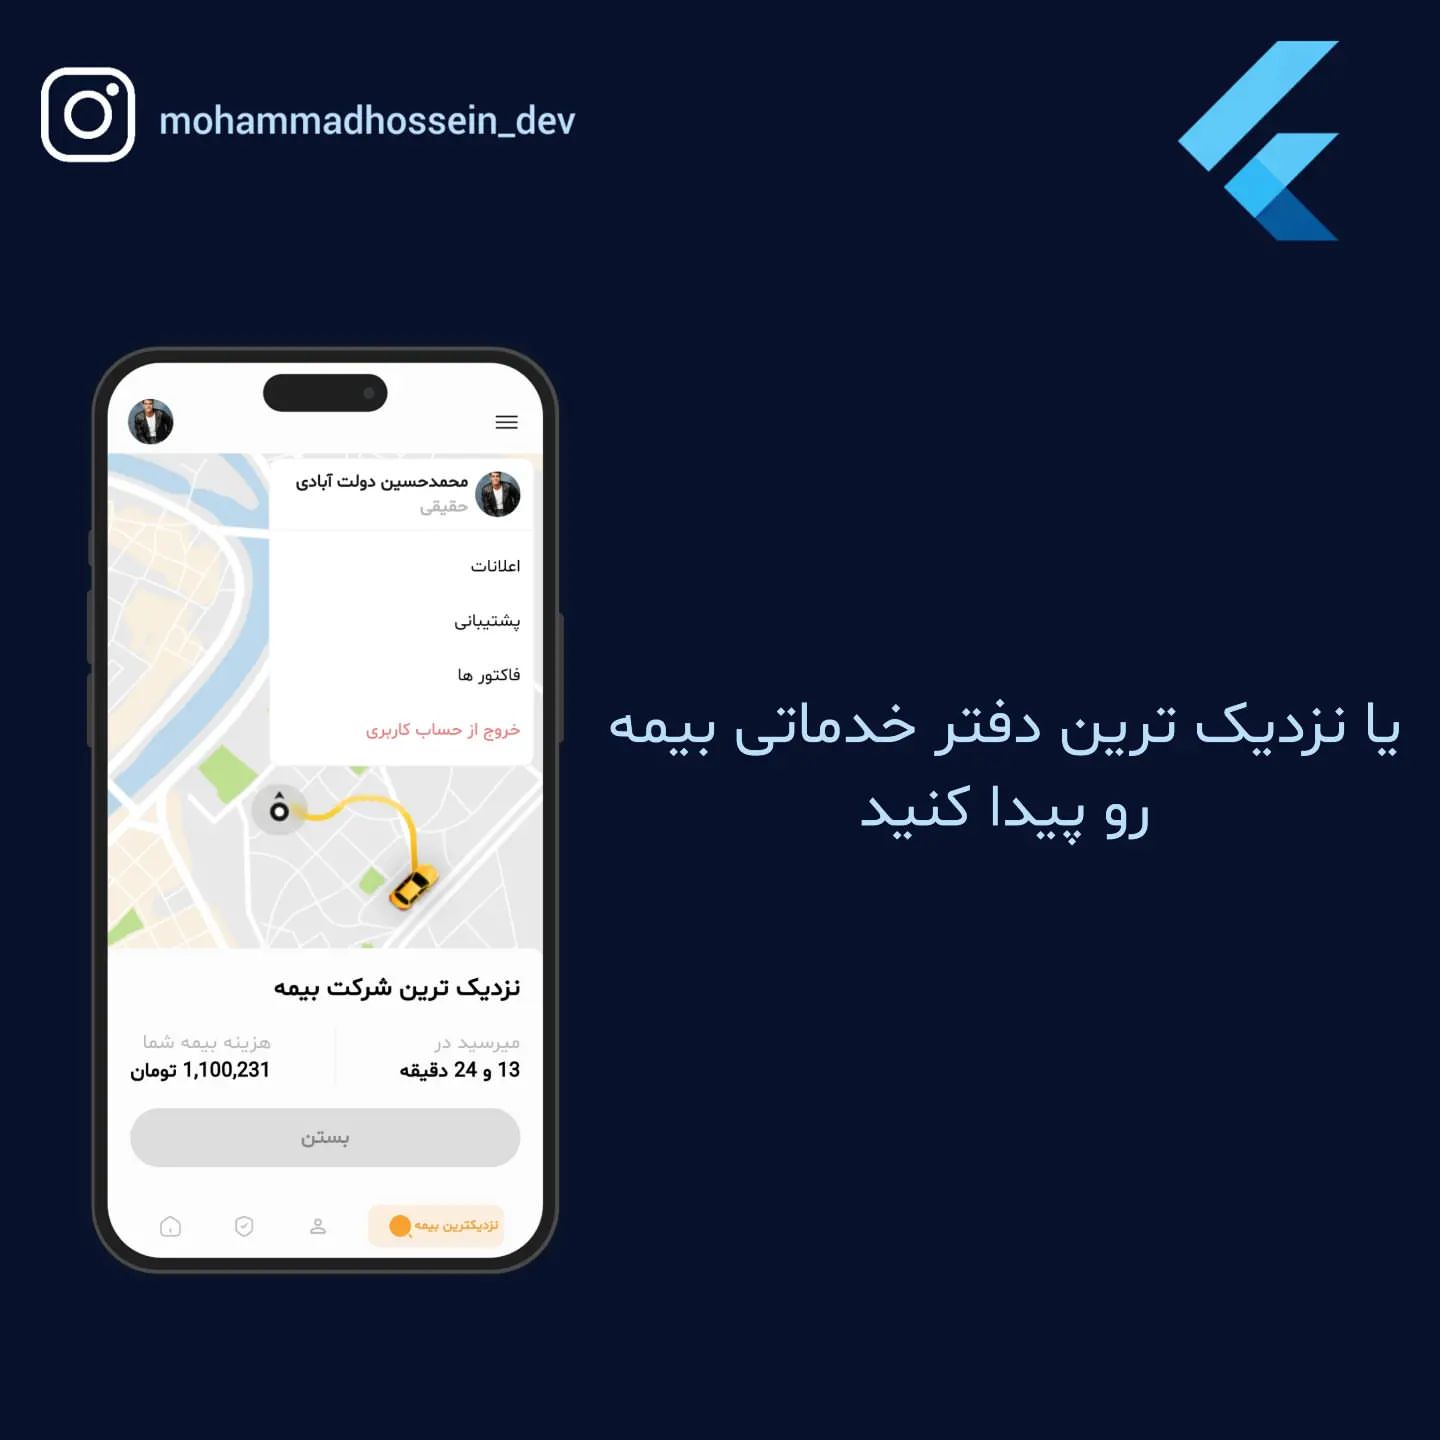 mohammadhossein_dev
محمدحسین دولت آبادی
حقیقی
اعلانات
پشتیبانی
فاکتور ها
خروج از حساب کاربری
یا نزدیک ترین دفتر خدماتی بیمه
رو پیدا کنید
نزدیک ترین شرکت بیمه
میرسید در
13 و 24 دقیقه
هزینه بیمه شما
1,100,231 تومان
بستن
نزدیکترین بیمه